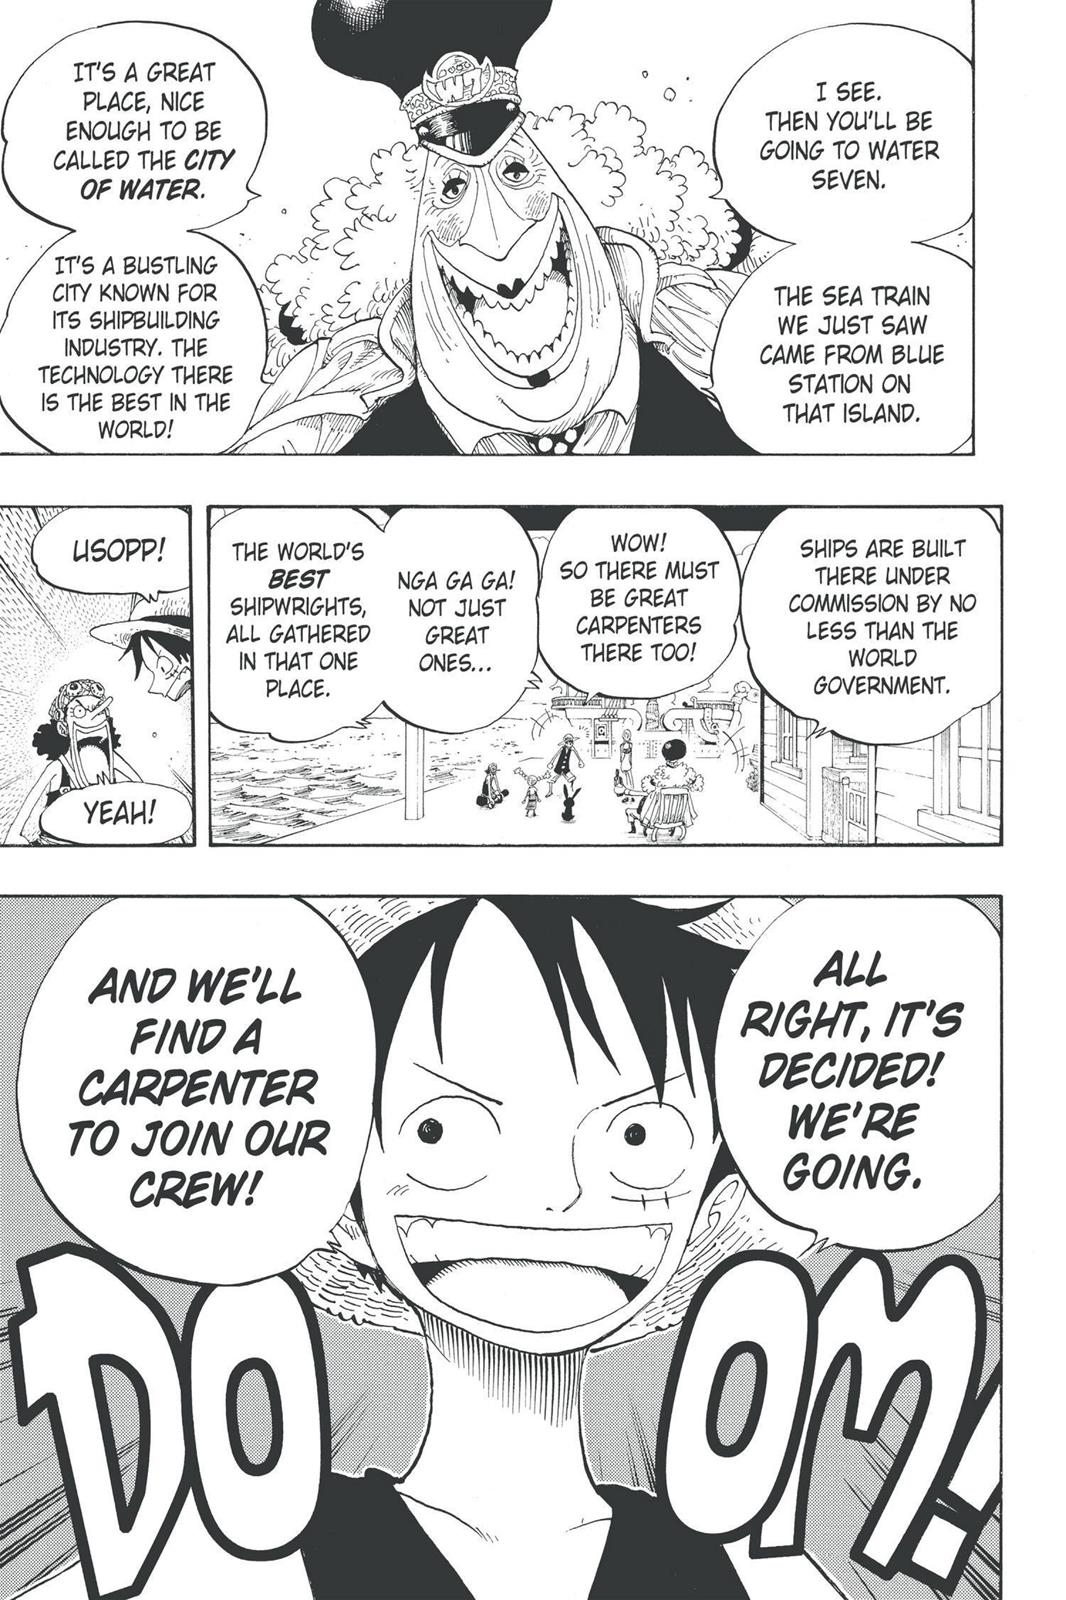 I SEE.
THEN YOU'LL BE
GOING TO WATER
SEVEN.
THE SEA TRAIN
WE JUST SAW
CAME FROM BLUE
STATION ON
THAT ISLAND.
W7
IT'S A GREAT
PLACE, NICE
ENOUGH TO BE
CALLED THE CITY
OF WATER.
IT'S A BUSTLING
CITY KNOWN FOR
ITS SHIPBUILDING
INDUSTRY. THE
TECHNOLOGY THERE
IS THE BEST IN THE
WORLD!
SHIPS ARE BUILT
THERE UNDER
COMMISSION BY NO
LESS THAN THE
WORLD
GOVERNMENT.
WOW!
SO THERE MUST
BE GREAT
CARPENTERS
THERE TOO!
NGA GA GA!
NOT JUST
GREAT
ONES...
THE WORLD'S
BEST
SHIPWRIGHTS,
ALL GATHERED
IN THAT ONE
PLACE.
USOPP!
YEAH!
ALL
RIGHT, IT'S
DECIDED!
WE'RE
GOING.
AND WE'LL
FIND A
CARPENTER
TO JOIN OUR
CREW!
DOOM!